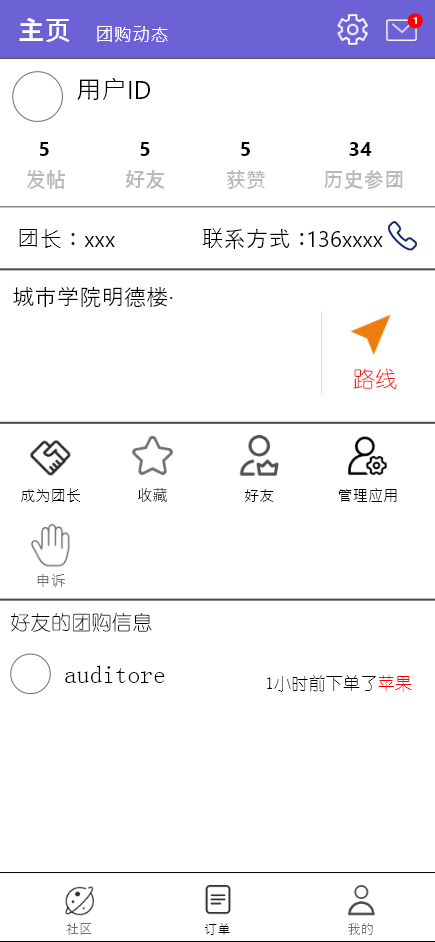 主页 团购动态 1
用户ID
5 5 5 34
发帖 好友 获赞 历史参团
团长：xxx 联系方式：136xxxx
城市学院明德楼·
路线
成为团长 收藏 好友 管理应用
申诉
好友的团购信息
auditore 1小时前下单了苹果
社区 订单 我的